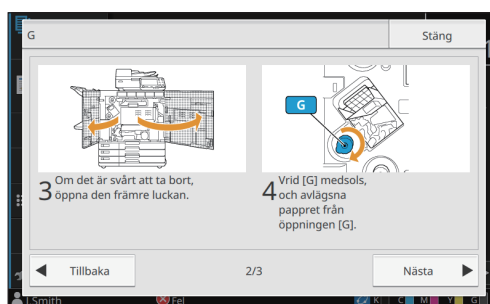 G
Stäng
G
3 Om det är svårt att ta bort,
öppna den främre luckan.
4 Vrid [G] medsols,
och avlägsna
pappret från
öppningen [G].
Tillbaka
2/3
Nästa
J Smith
Fel
K C M Y G